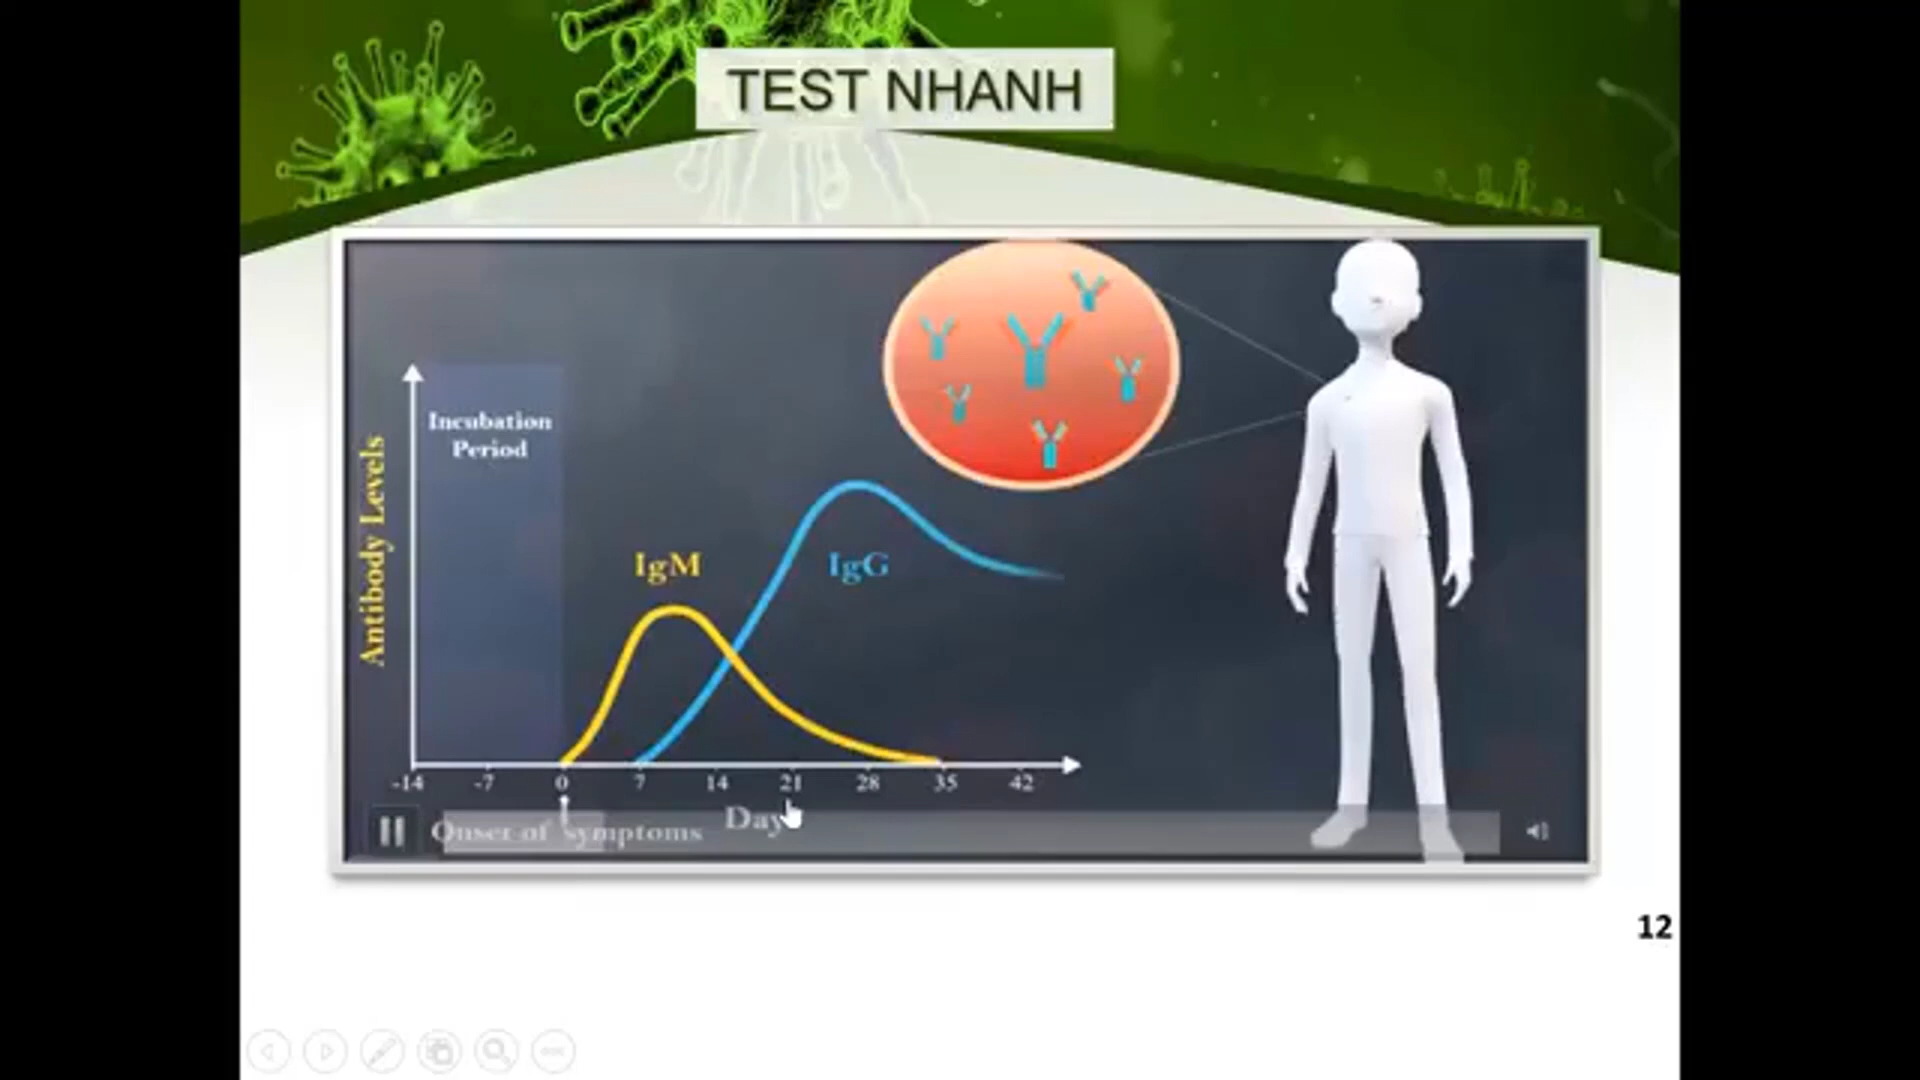 TEST NHANH
Incubation
Period
Antibody Levels
IgM
IgG
-14 -7 0 7 14 21 28 35 42
Day
Onset of symptoms
12